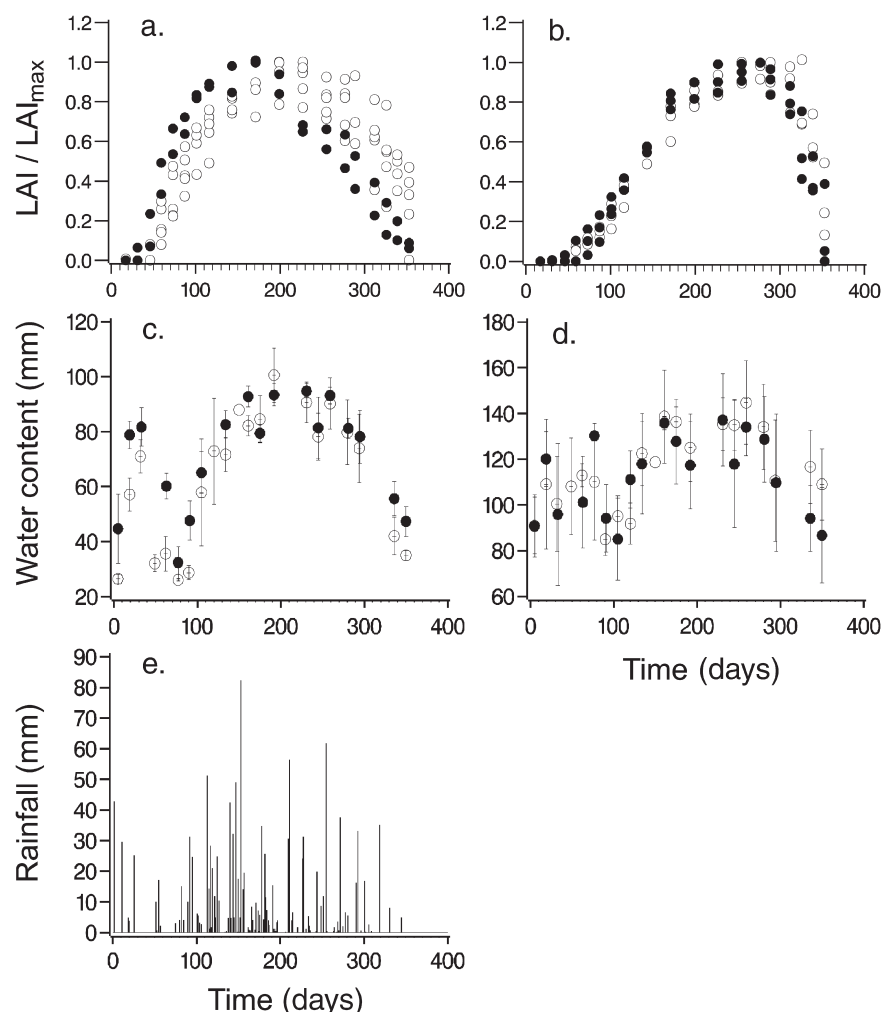 a.
1.2
1.0
0.8
0.6
0.4
0.2
0.0
LAI / LAImax
0 100 200 300 400
b.
1.2
1.0
0.8
0.6
0.4
0.2
0.0
0 100 200 300 400
c.
120
100
80
60
40
20
Water content (mm)
0 100 200 300 400
d.
180
160
140
120
100
80
60
0 100 200 300 400
Time (days)
e.
90
80
70
60
50
40
30
20
10
0
Rainfall (mm)
0 100 200 300 400
Time (days)